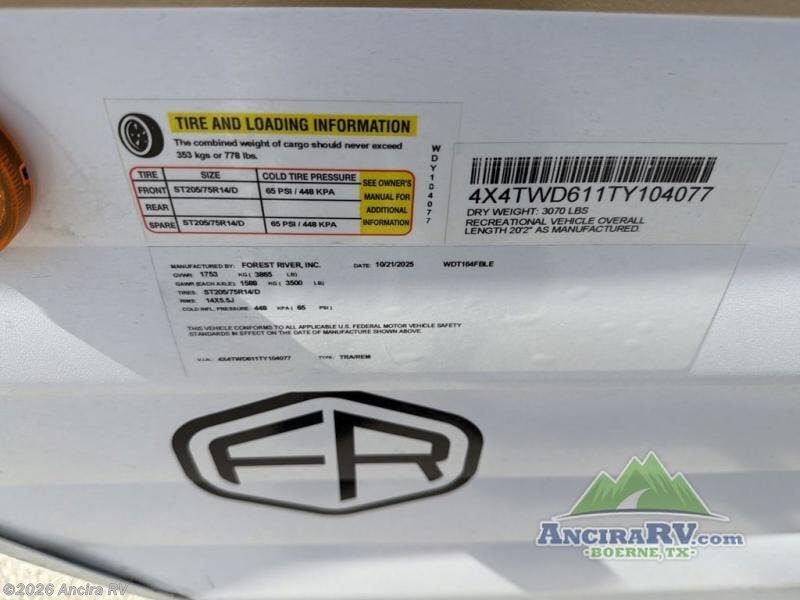 TIRE AND LOADING INFORMATION
The combined weight of cargo should never exceed
353 kgs or 778 lbs.
TIRE SIZE COLD TIRE PRESSURE
FRONT ST205/75R14/D 65 PSI / 448 KPA
REAR
SPARE ST205/75R14/D 65 PSI / 448 KPA
SEE OWNER'S
MANUAL FOR
ADDITIONAL
INFORMATION
WDY104077
4X4TWD611TY104077
DRY WEIGHT: 3070 LBS
RECREATIONAL VEHICLE OVERALL
LENGTH 20'2" AS MANUFACTURED.
MANUFACTURED BY: FOREST RIVER, INC. DATE: 10/21/2025 WDT164FBLE
GVWR: 1753 KG ( 3865 LB)
GAWR (EACH AXLE) 1588 KG ( 3500 LB)
TIRES: ST205/75R14/D
RIMS: 14X5.5J
COLD INFL. PRESSURE: 448 KPA ( 65 PSI )
THIS VEHICLE CONFORMS TO ALL APPLICABLE U.S. FEDERAL MOTOR VEHICLE SAFETY
STANDARDS IN EFFECT ON THE DATE OF MANUFACTURE SHOWN ABOVE.
V.I.N.: 4X4TWD611TY104077 TYPE: TRA/REM
FR
ANCIRARV.com
BOERNE, TX
©2026 Ancira RV